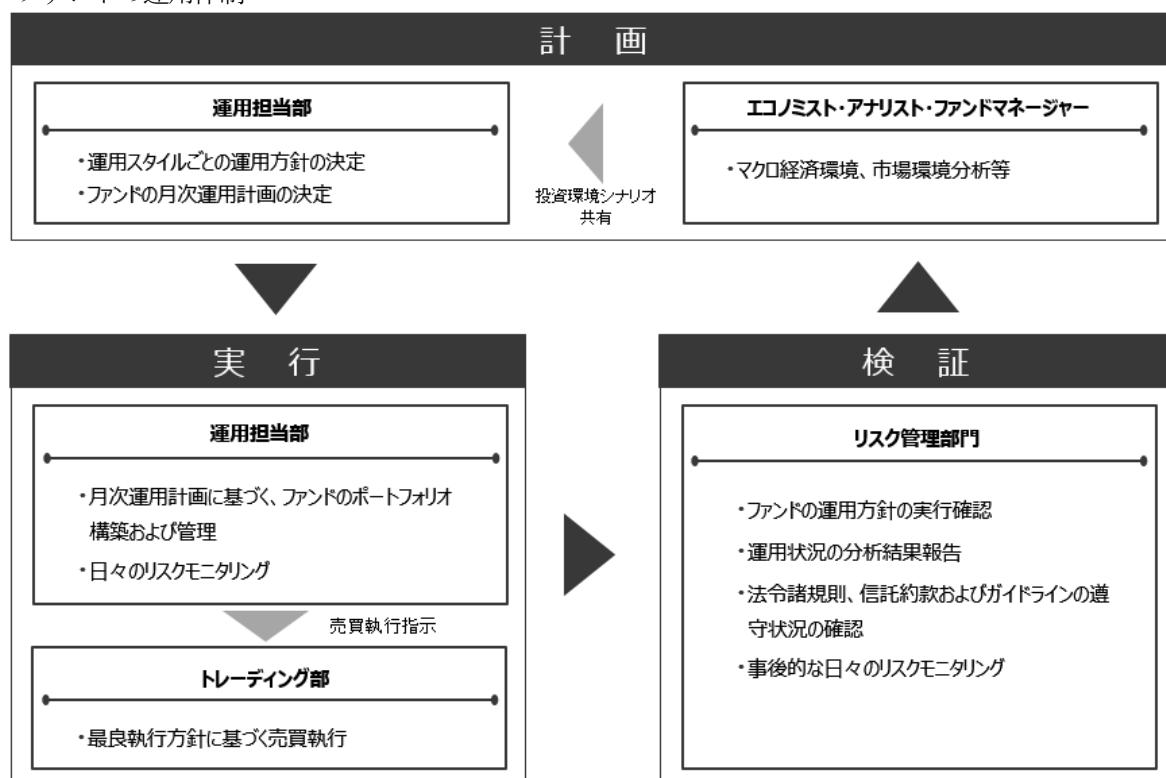 計 画
運用担当部
・運用スタイルごとの運用方針の決定
・ファンドの月次運用計画の決定
投資環境シナリオ
共有
エコノミスト・アナリスト・ファンドマネージャー
・マクロ経済環境、市場環境分析等
実 行
運用担当部
・月次運用計画に基づく、ファンドのポートフォリオ
構築および管理
・日々のリスクモニタリング
売買執行指示
トレーディング部
・最良執行方針に基づく売買執行
検 証
リスク管理部門
・ファンドの運用方針の実行確認
・運用状況の分析結果報告
・法令諸規則、信託約款およびガイドラインの遵
守状況の確認
・事後的な日々のリスクモニタリング